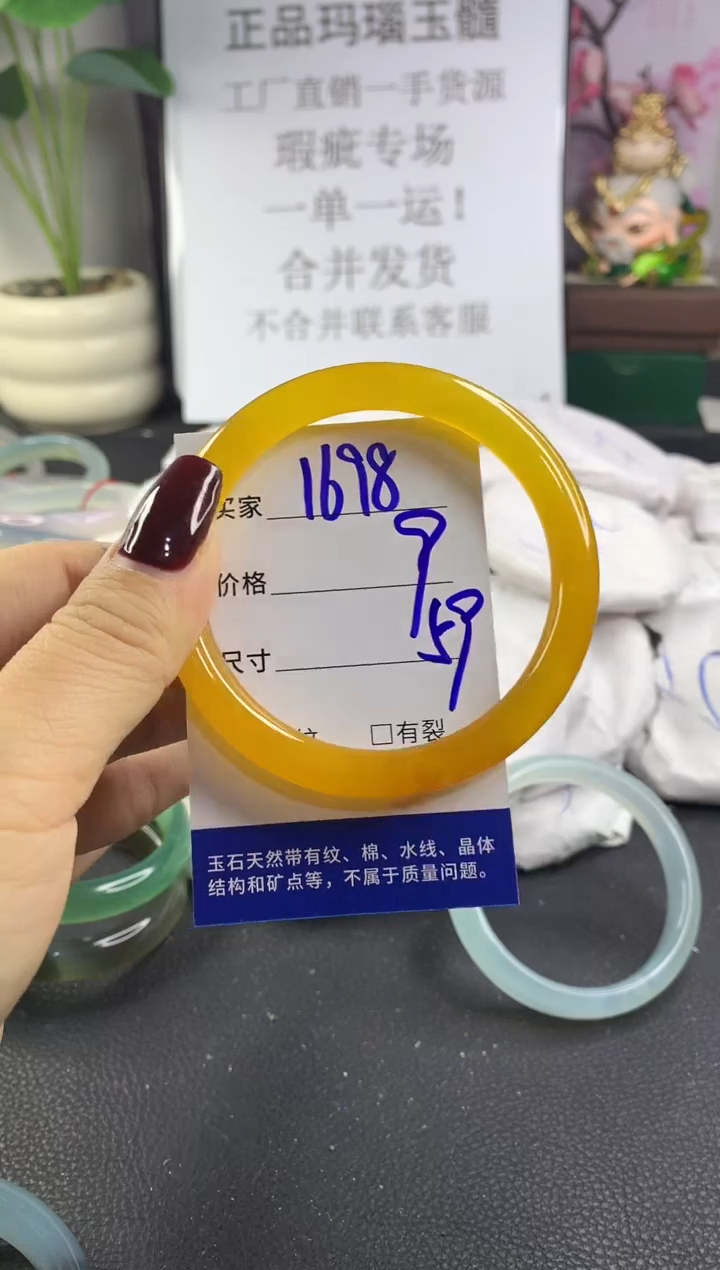 正品玛瑙玉髓
工厂直销一手货源
瑕疵专场
一单一运！
合并发货
不合并联系客服
买家 1698
价格 9
尺寸 59
纹 □有裂
玉石天然带有纹、棉、水线、晶体
结构和矿点等，不属于质量问题。